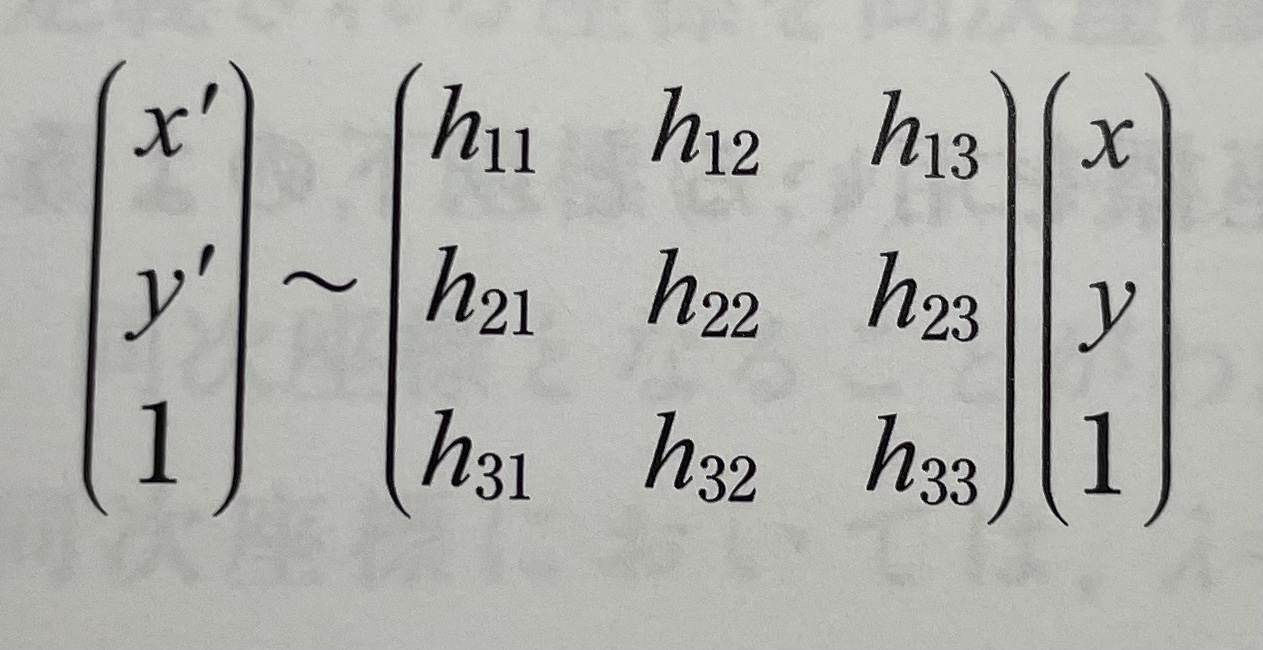 (x′ y′ 1) ∼ (h₁₁ h₁₂ h₁₃ h₂₁ h₂₂ h₂₃ h₃₁ h₃₂ h₃₃) (x y 1)